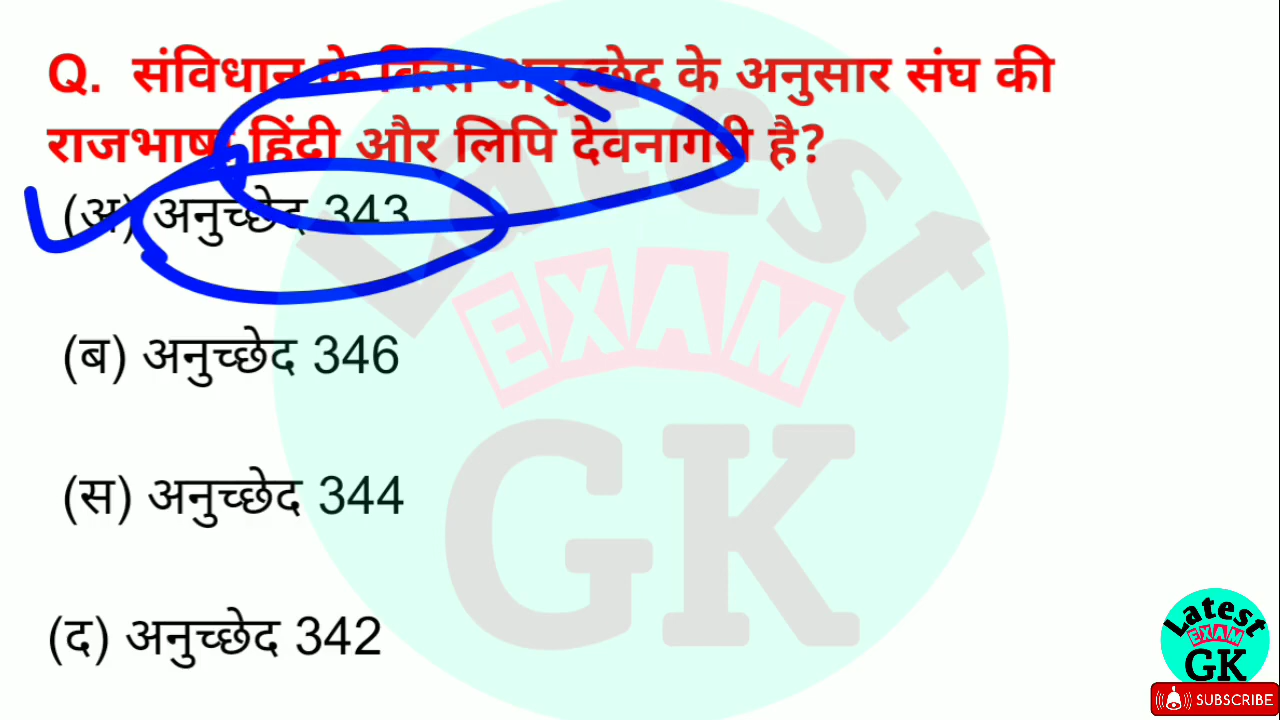 Q. संविधान के किस अनुच्छेद के अनुसार संघ की
राजभाषा हिंदी और लिपि देवनागरी है?
(अ) अनुच्छेद 343
(ब) अनुच्छेद 346
(स) अनुच्छेद 344
(द) अनुच्छेद 342
Latest
EXAM
GK
Latest
EXAM
GK
SUBSCRIBE